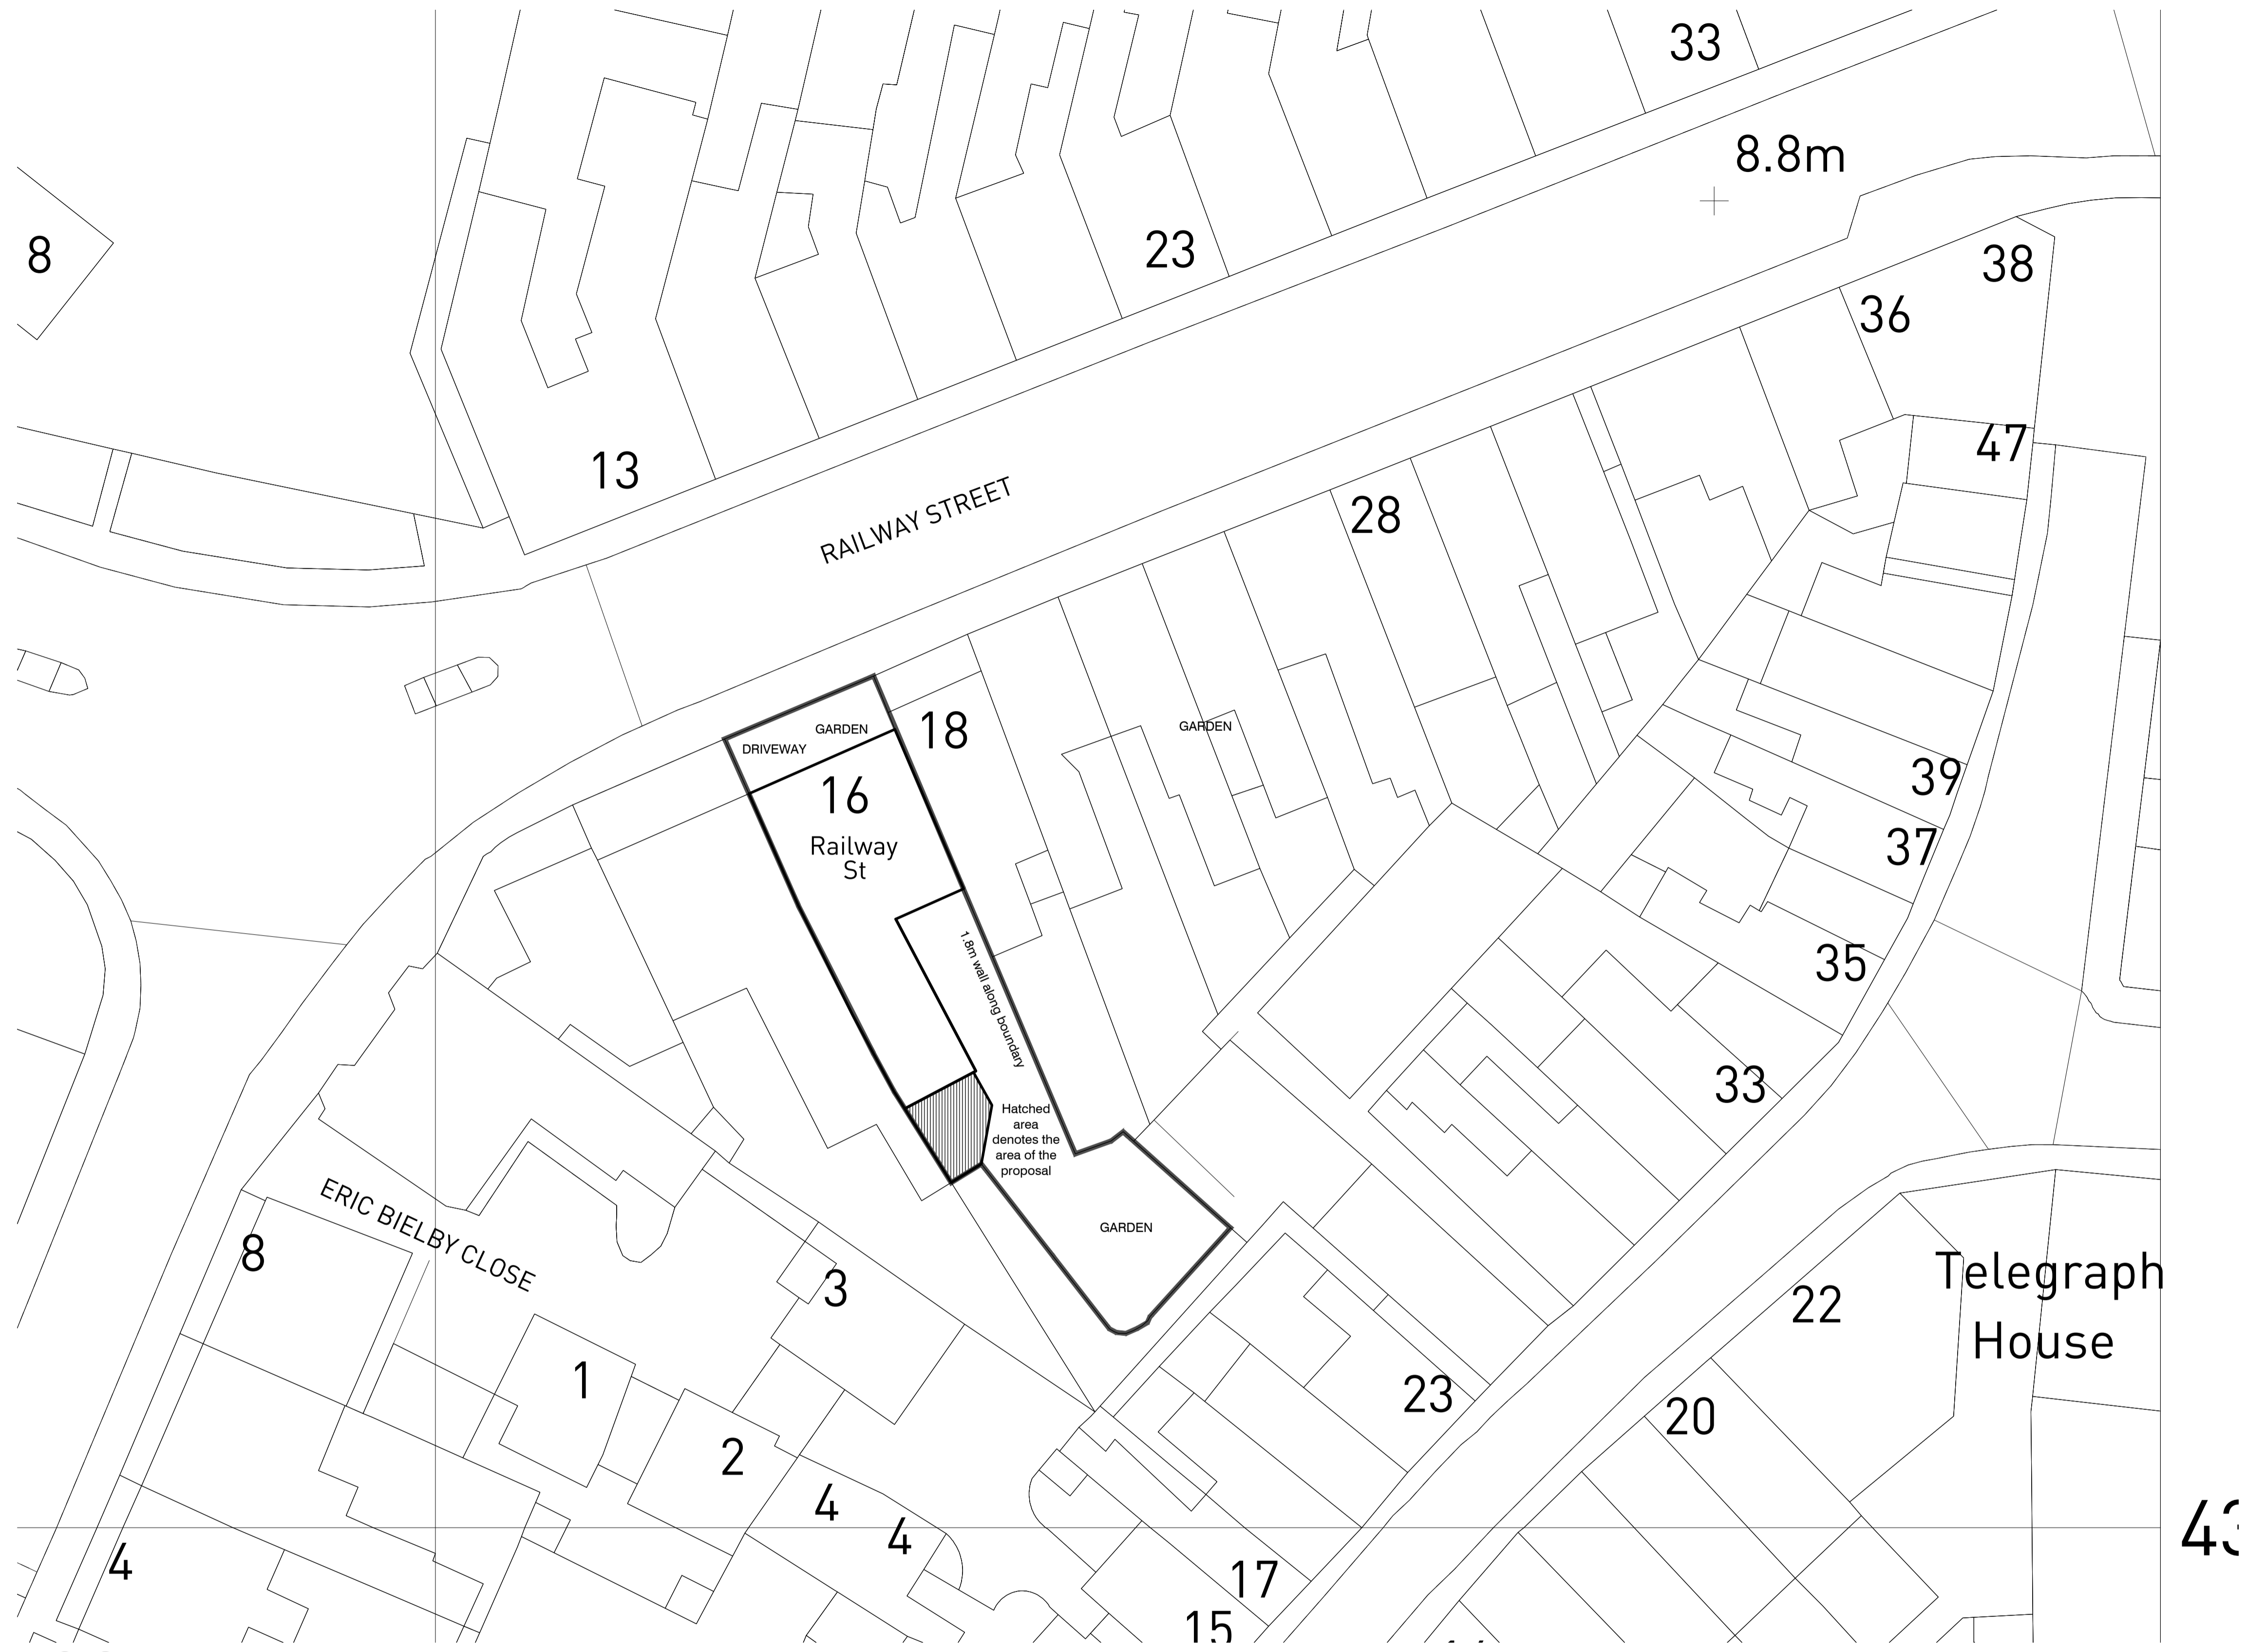 33
8.8m
8
23
38
36
47
13
RAILWAY STREET
28
GARDEN
DRIVEWAY
18
GARDEN
16
Railway
St
39
37
35
1.8m wall along boundary
33
Hatched
area
denotes the
area of the
proposal
GARDEN
ERIC BIELBY CLOSE
8
3
Telegraph
House
22
1
23
20
2
4
4
4
17
15